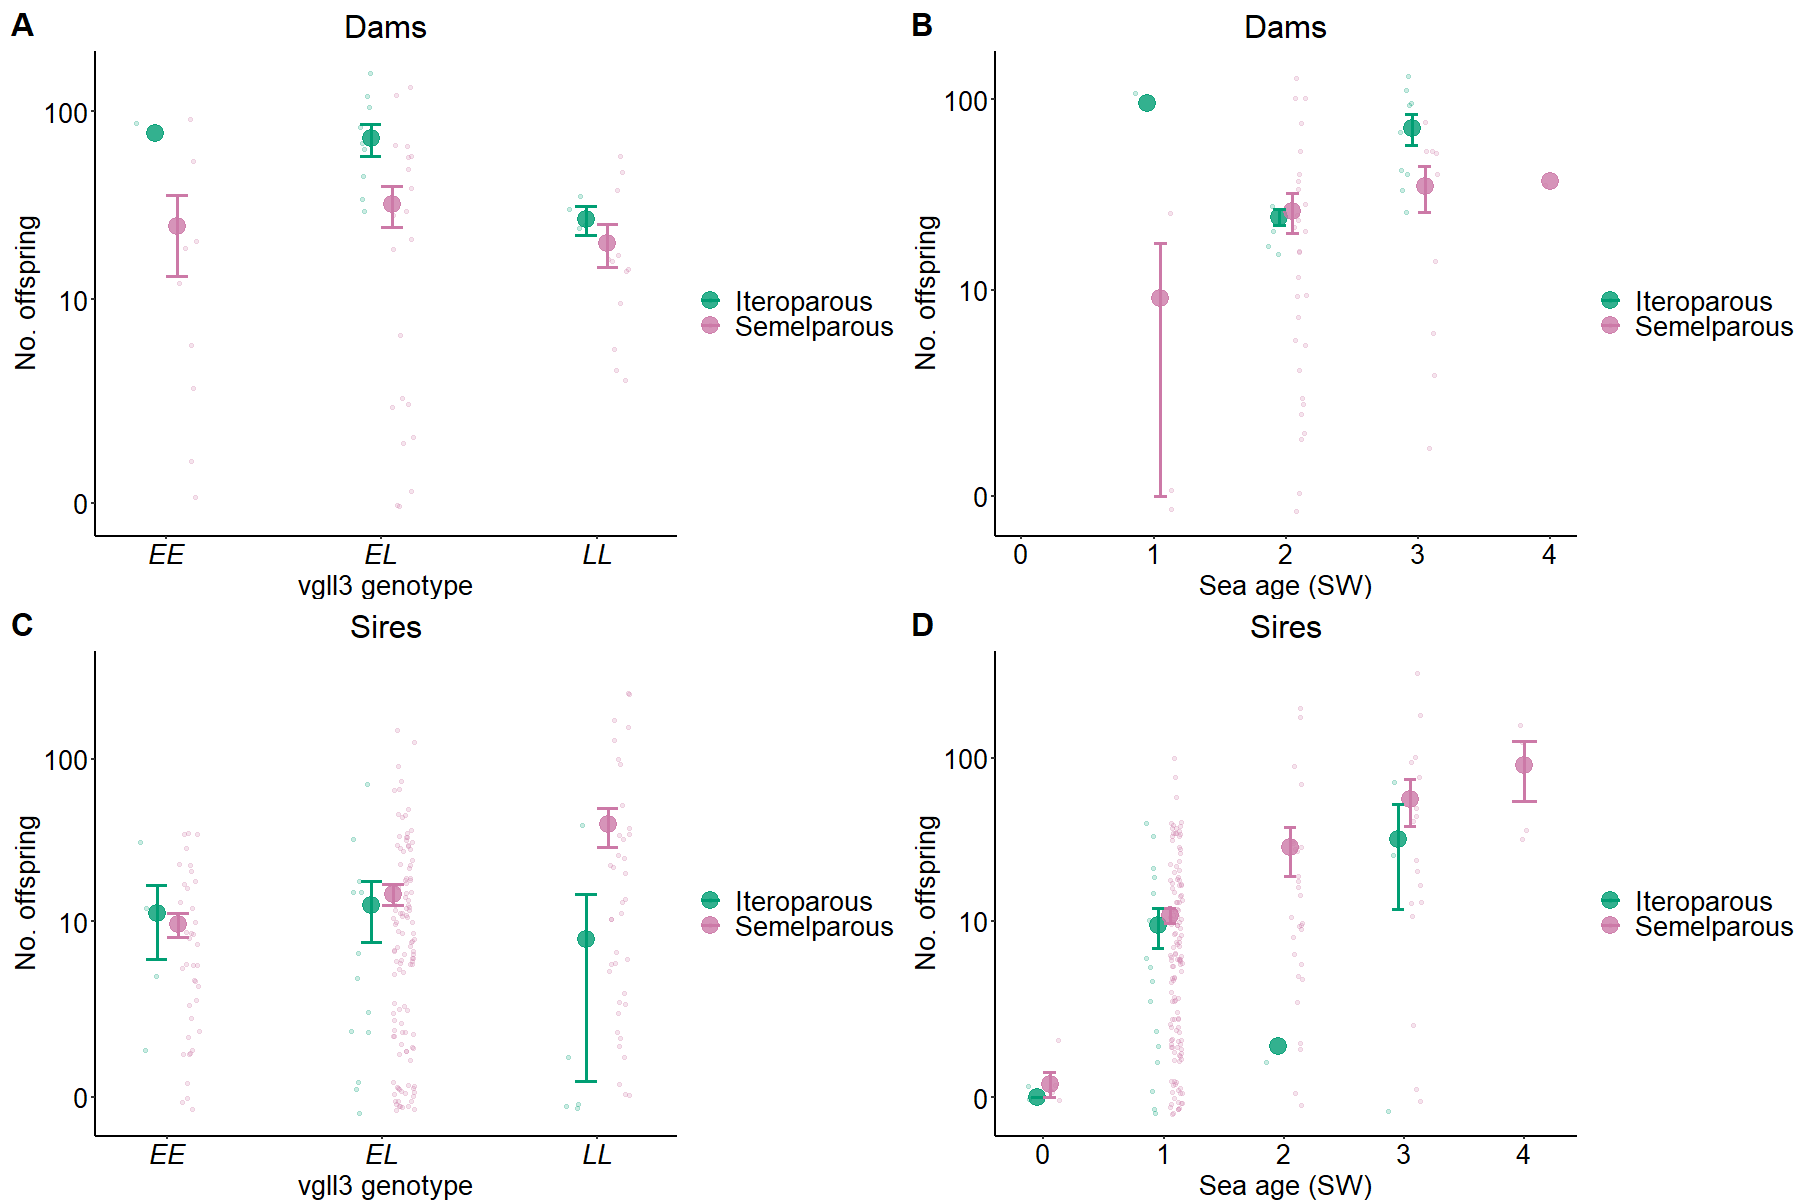 A
Dams
No. offspring
100
10
0
EE
EL
LL
vgll3 genotype
Iteroparous
Semelparous
B
Dams
No. offspring
100
10
0
0
1
2
3
4
Sea age (SW)
Iteroparous
Semelparous
C
Sires
No. offspring
100
10
0
EE
EL
LL
vgll3 genotype
Iteroparous
Semelparous
D
Sires
No. offspring
100
10
0
0
1
2
3
4
Sea age (SW)
Iteroparous
Semelparous